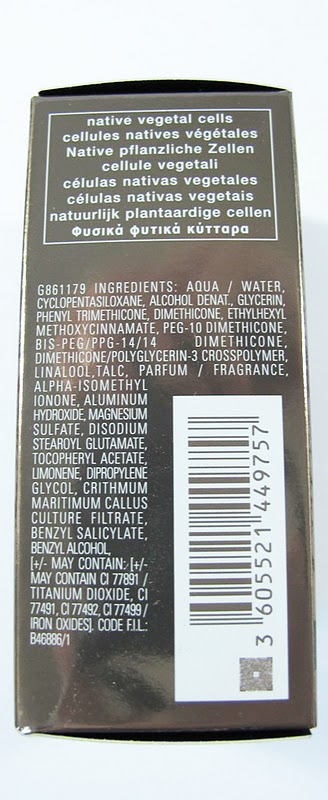 native vegetal cells
cellules natives végétales
Native pflanzliche Zellen
cellule vegetali
células nativas vegetales
células nativas vegetais
natuurlijk plantaardige cellen
Φυσικά φυτικά κύτταρα
G861179 INGREDIENTS: AQUA / WATER,
CYCLOPENTASILOXANE, ALCOHOL DENAT., GLYCERIN,
PHENYL TRIMETHICONE, DIMETHICONE, ETHYLHEXYL
METHOXYCINNAMATE, PEG-10 DIMETHICONE,
BIS-PEG/PPG-14/14 DIMETHICONE,
DIMETHICONE/POLYGLYCERIN-3 CROSSPOLYMER,
LINALOOL,TALC, PARFUM / FRAGRANCE,
ALPHA-ISOMETHYL
IONONE, ALUMINUM
HYDROXIDE, MAGNESIUM
SULFATE, DISODIUM
STEAROYL GLUTAMATE,
TOCOPHERYL ACETATE,
LIMONENE, DIPROPYLENE
GLYCOL, CRITHMUM
MARITIMUM CALLUS
CULTURE FILTRATE,
BENZYL SALICYLATE,
BENZYL ALCOHOL,
[+/- MAY CONTAIN: [+/-
MAY CONTAIN CI 77891 /
TITANIUM DIOXIDE, CI
77491, CI 77492, CI 77499 /
IRON OXIDES]. CODE F.I.L.:
B46886/1
3 605521 449757